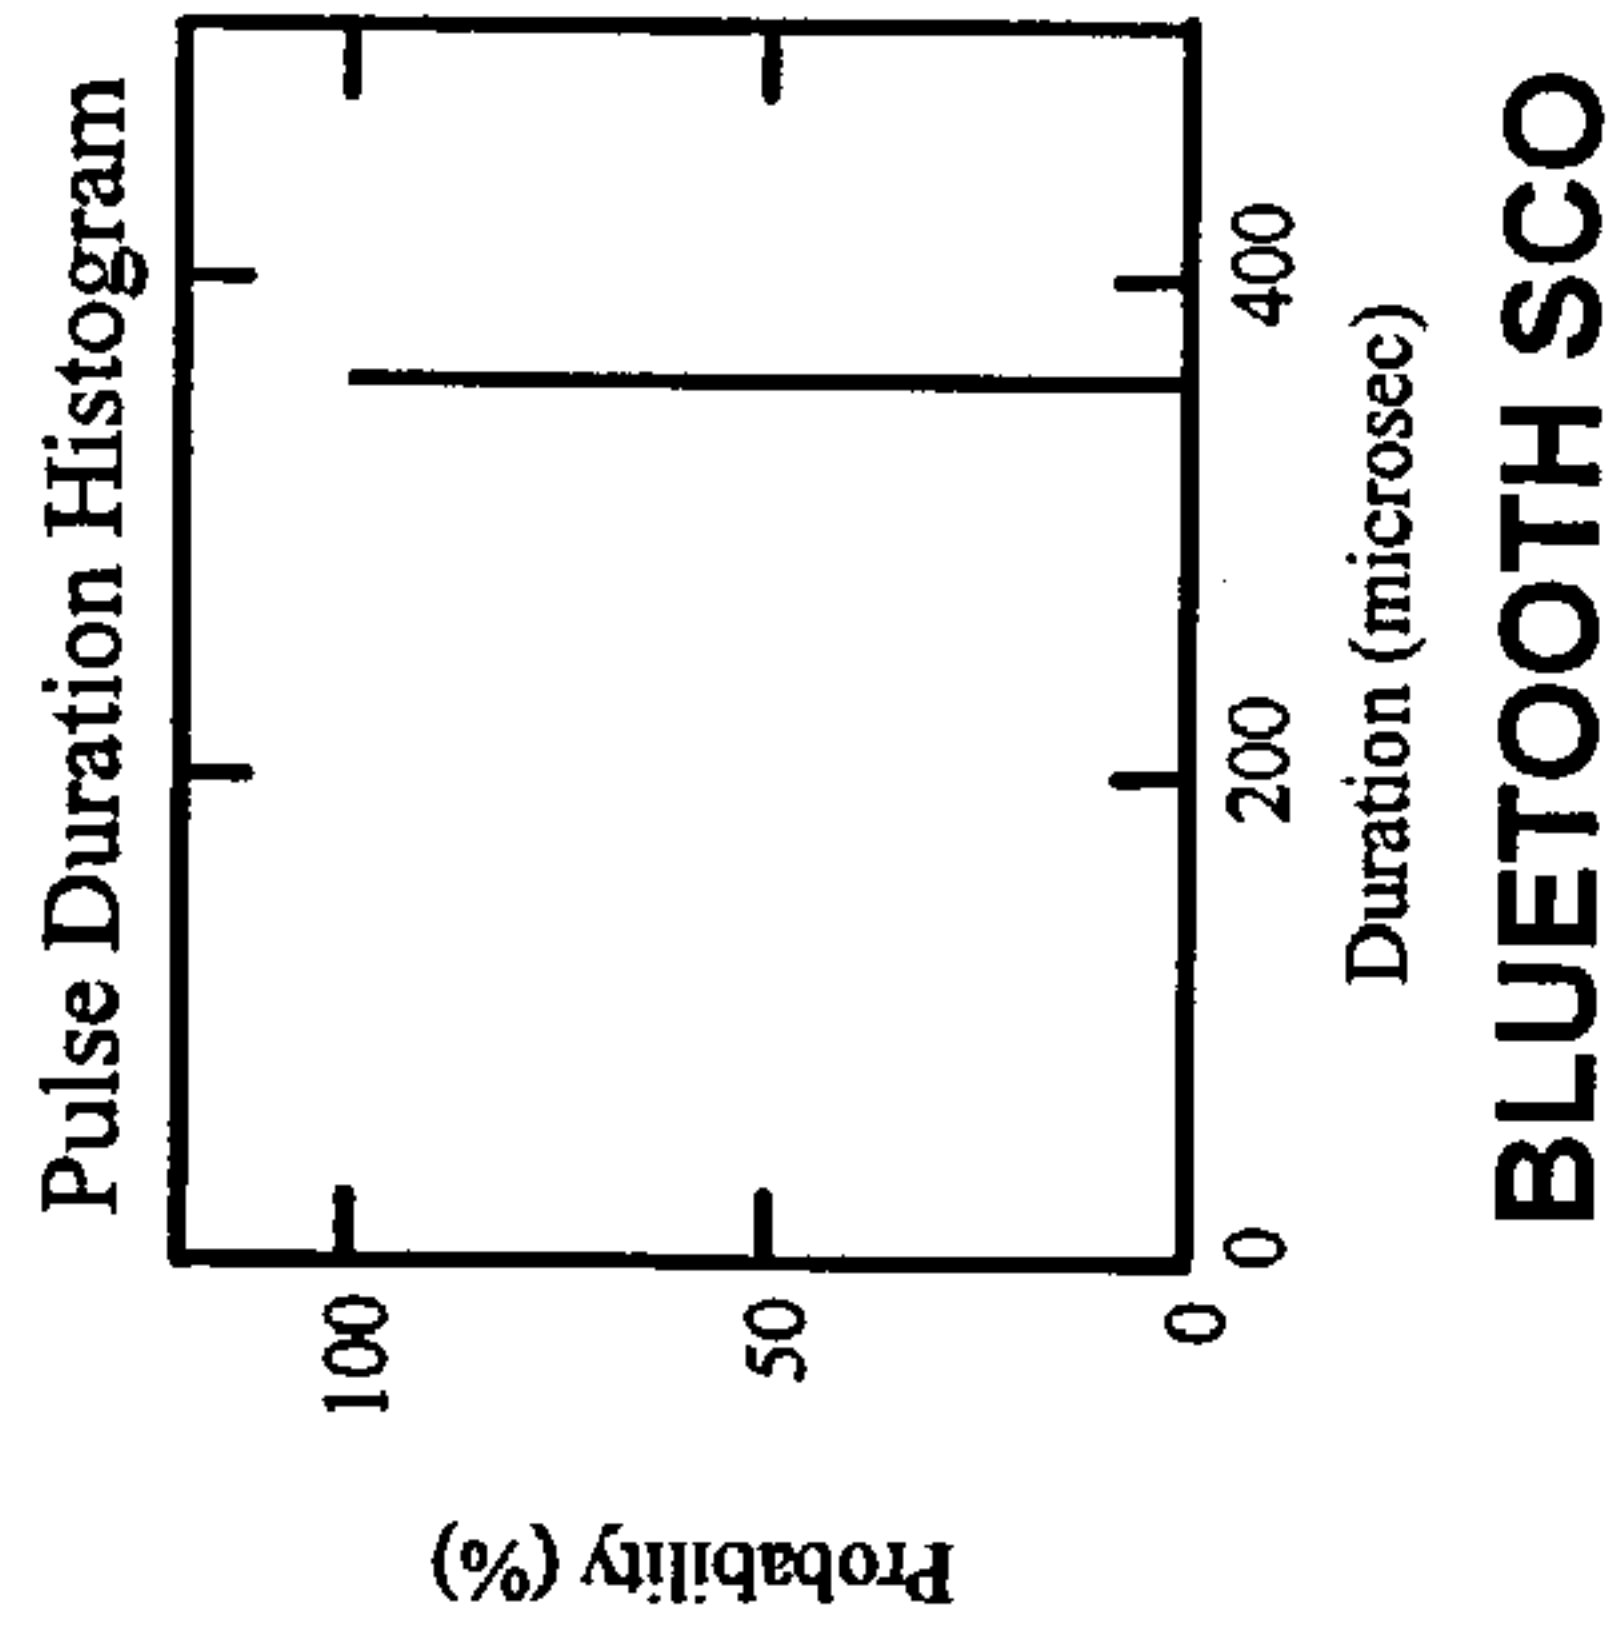 Pulse Duration Histogram
Probability (%)
100
50
0
0 200 400
Duration (microsec)
BLUETOOTH SCO